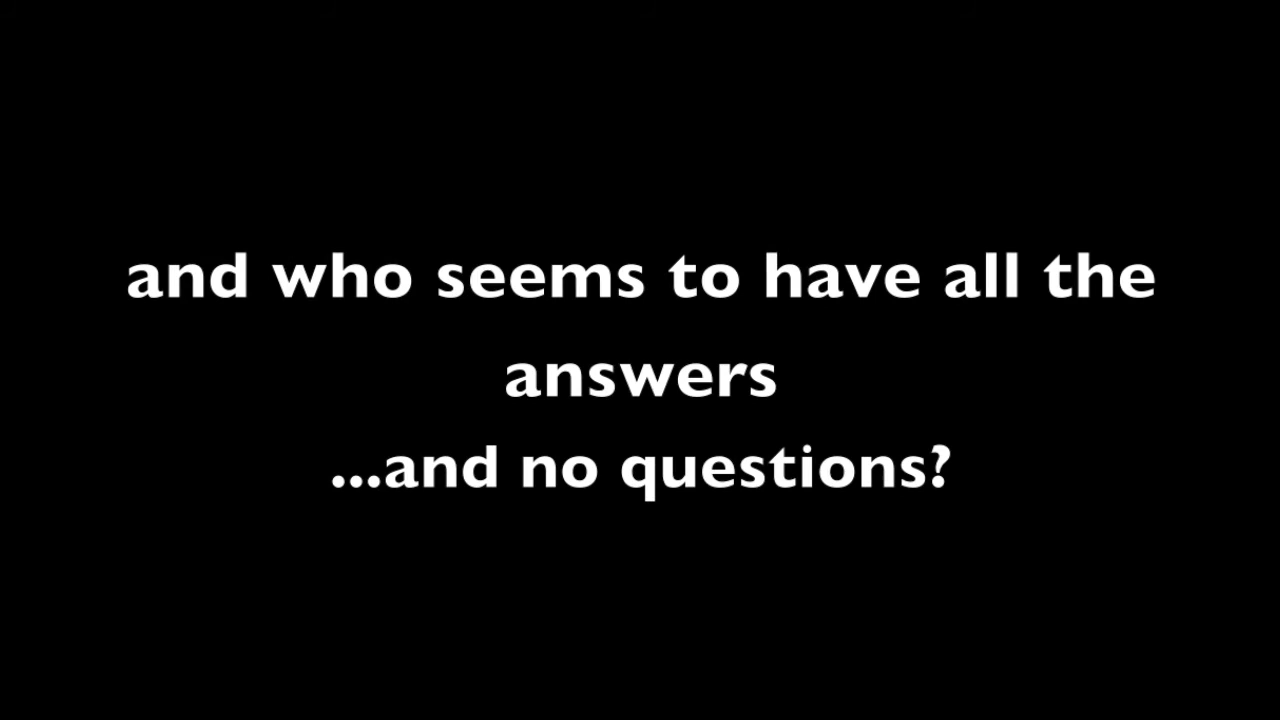 and who seems to have all the
answers
...and no questions?